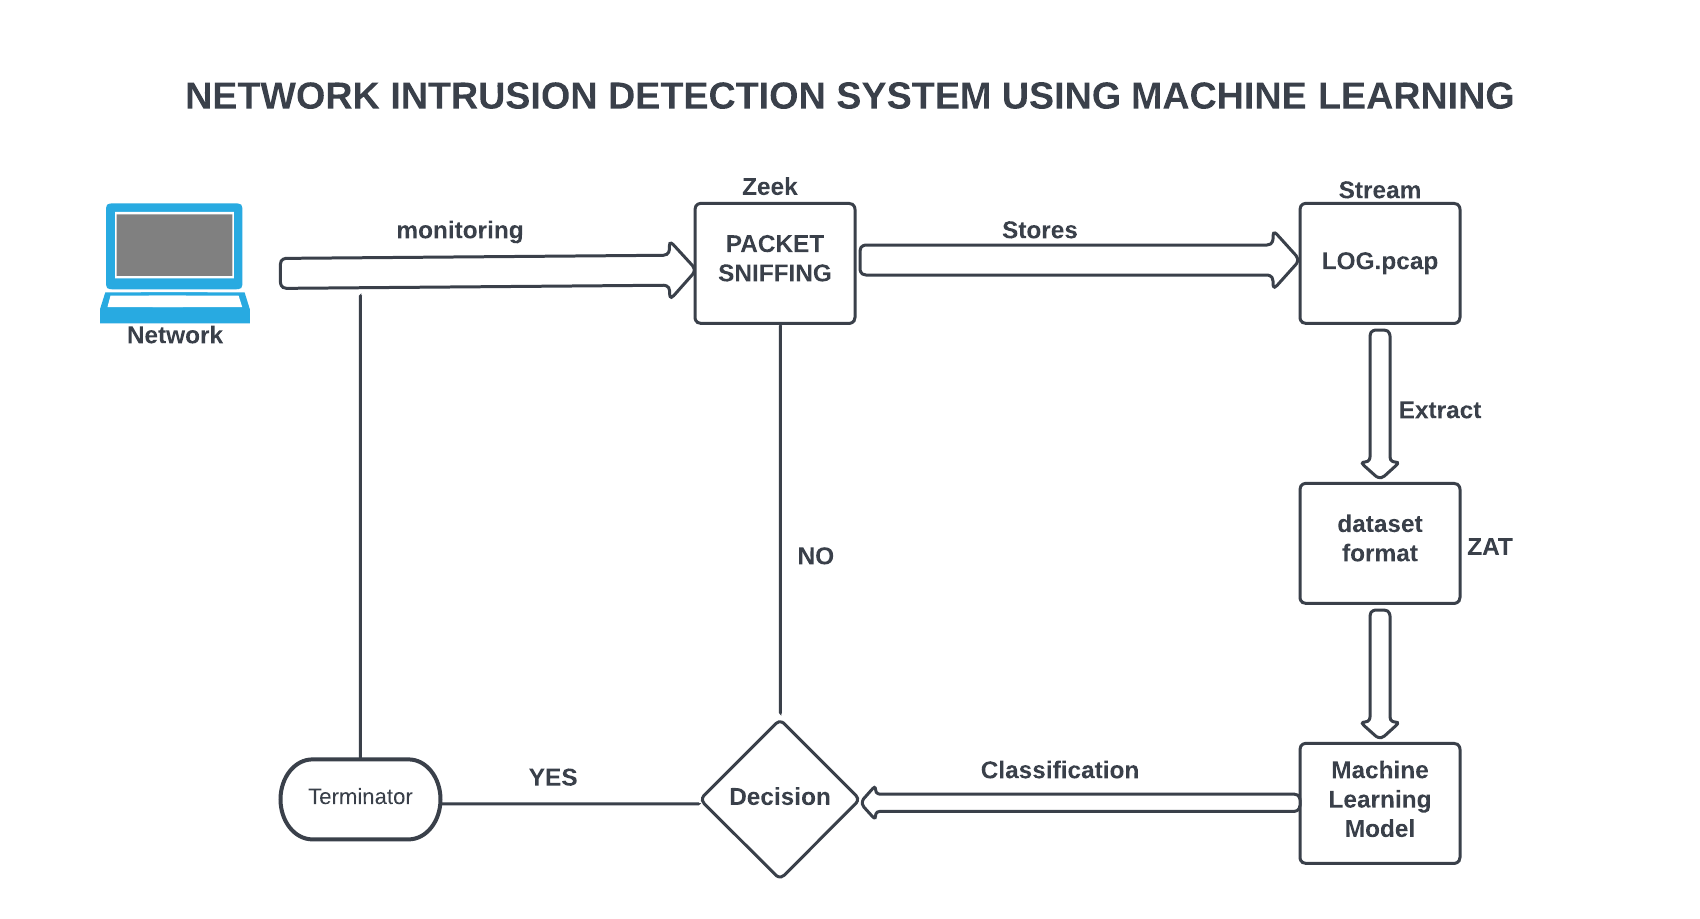 NETWORK INTRUSION DETECTION SYSTEM USING MACHINE LEARNING
Zeek
Stream
monitoring
PACKET
SNIFFING
Stores
LOG.pcap
Network
Extract
dataset
format
ZAT
NO
Machine
Learning
Model
Classification
Decision
YES
Terminator